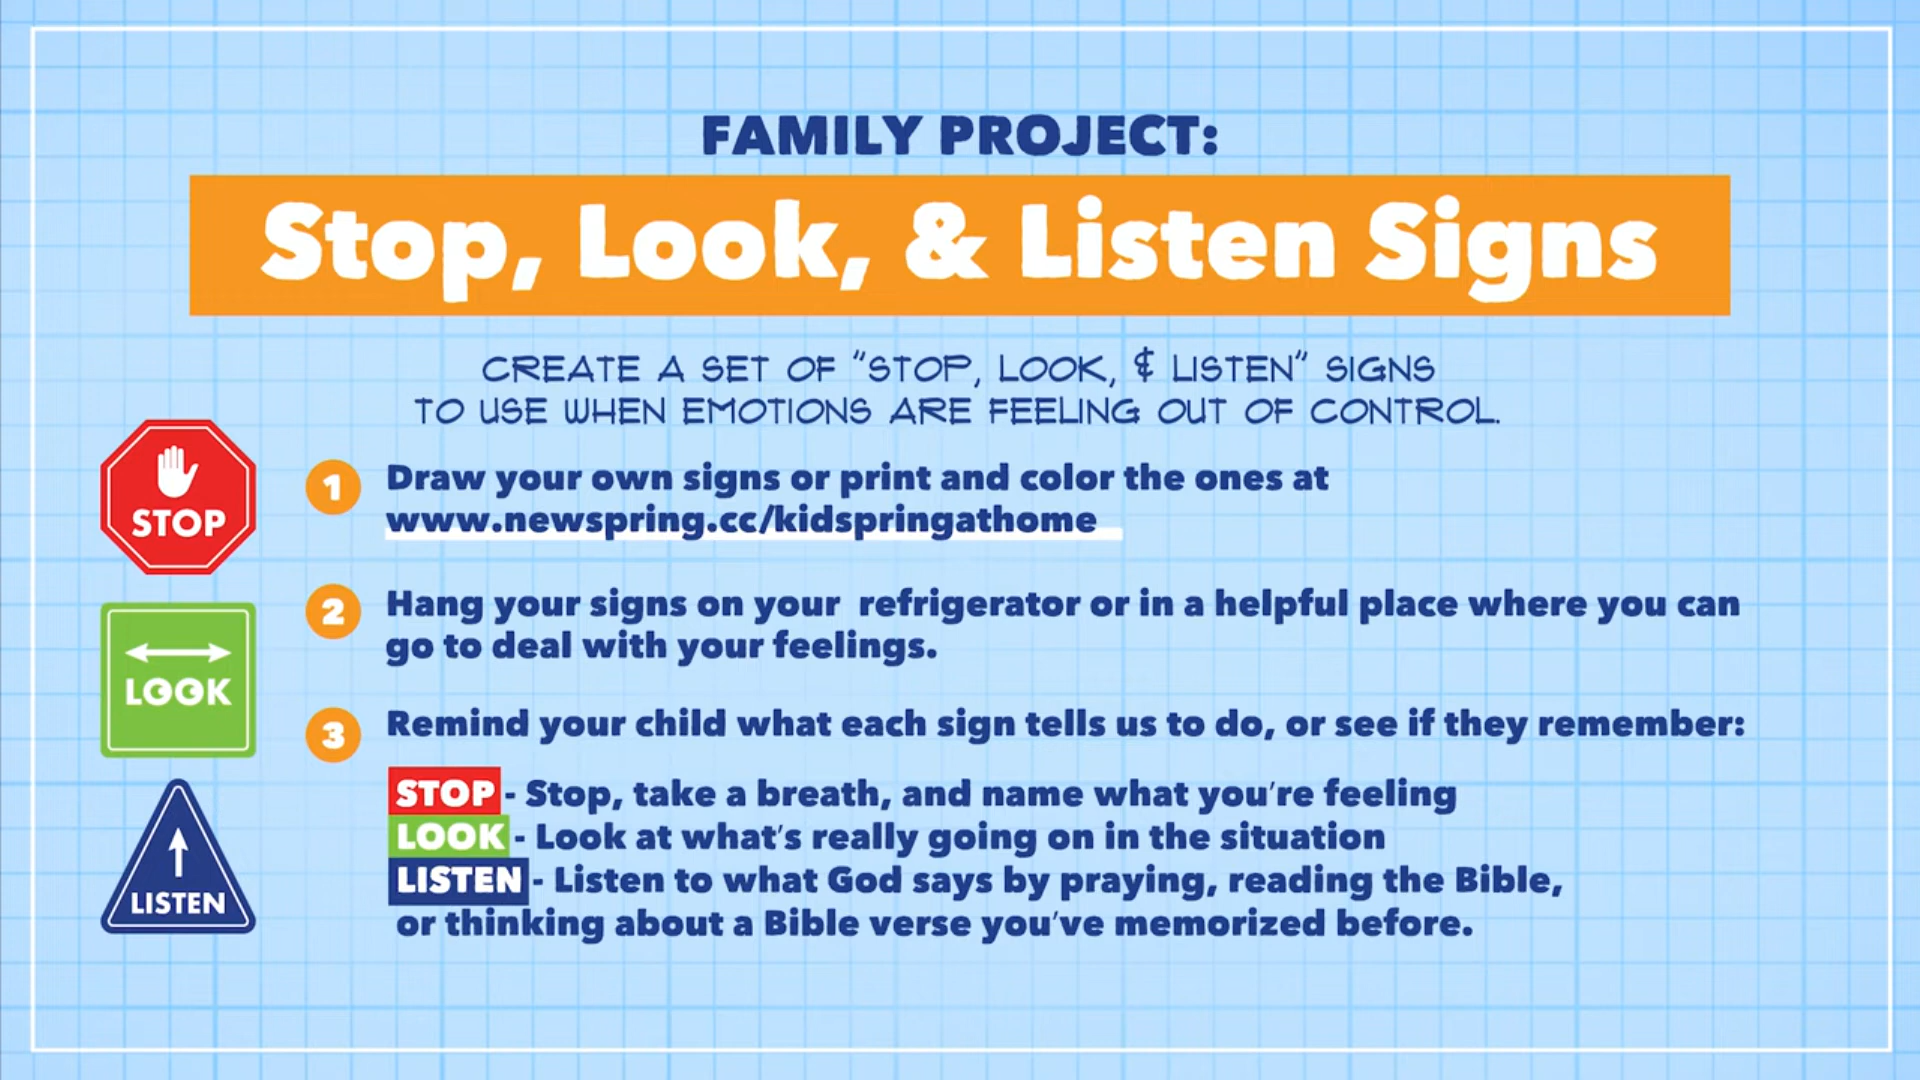 FAMILY PROJECT:
Stop, Look, & Listen Signs
CREATE A SET OF "STOP, LOOK, & LISTEN" SIGNS
TO USE WHEN EMOTIONS ARE FEELING OUT OF CONTROL.
STOP
1 Draw your own signs or print and color the ones at
www.newspring.cc/kidspringathome
LOOK
2 Hang your signs on your refrigerator or in a helpful place where you can
go to deal with your feelings.
3 Remind your child what each sign tells us to do, or see if they remember:
LISTEN
STOP - Stop, take a breath, and name what you're feeling
LOOK - Look at what's really going on in the situation
LISTEN - Listen to what God says by praying, reading the Bible,
or thinking about a Bible verse you've memorized before.